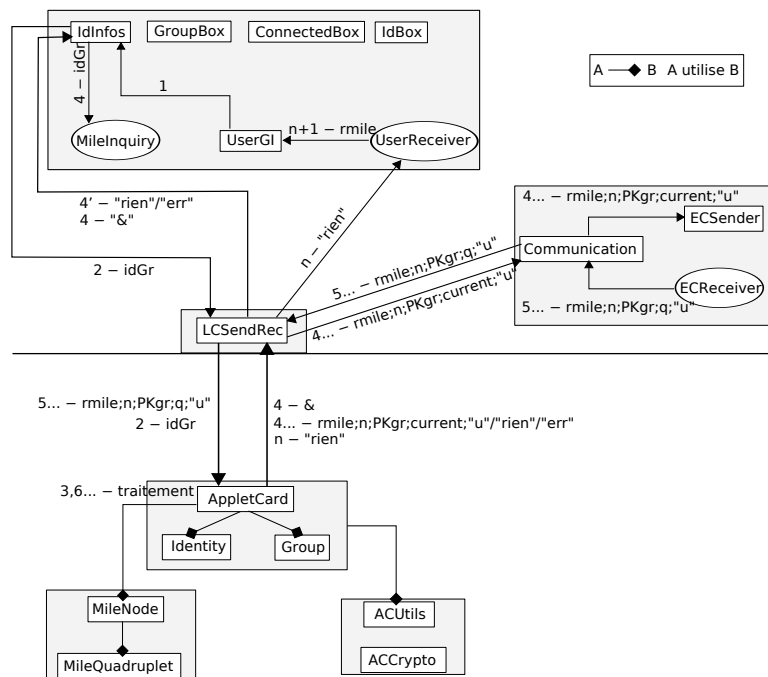 IdInfos
GroupBox
ConnectedBox
IdBox
4 − idGr
1
n+1 − rmile
MileInquiry
UserGI
UserReceiver
A B A utilise B
4’ − "rien"/"err"
4 − "&"
n − "rien"
2 − idGr
4... − rmile;n;PKgr;current;"u"
ECSender
Communication
ECReceiver
5... − rmile;n;PKgr;q;"u"
5... − rmile;n;PKgr;q;"u"
4... − rmile;n;PKgr;current;"u"
LCSendRec
5... − rmile;n;PKgr;q;"u"
2 − idGr
4 − &
4... − rmile;n;PKgr;current;"u"/"rien"/"err"
n − "rien"
3,6... − traitement
AppletCard
Identity
Group
MileNode
MileQuadruplet
ACUtils
ACCrypto